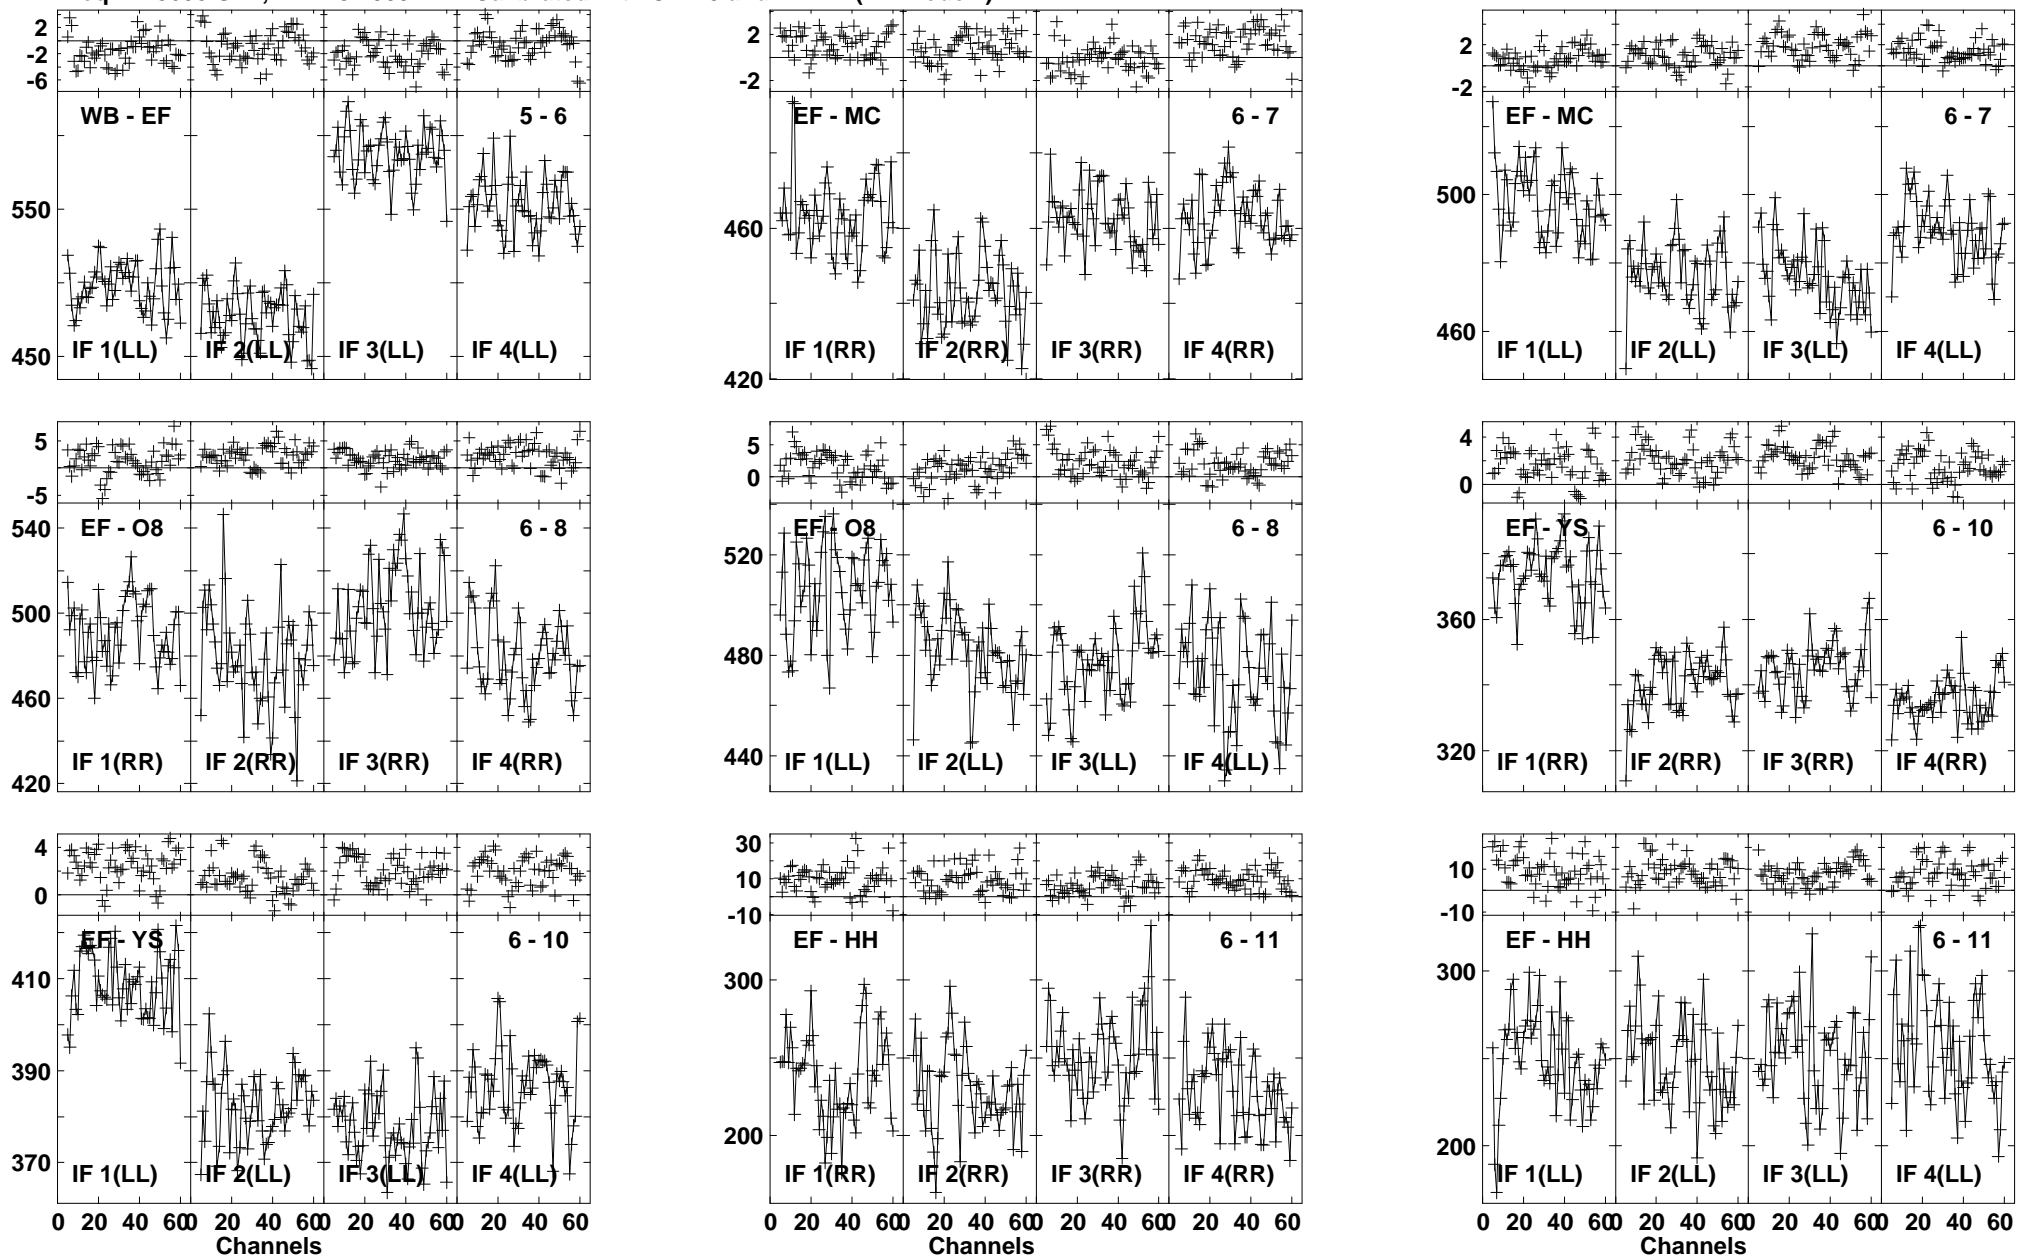 2 2 2
-2 -2 -2
-6
WB - EF 5 - 6 EF - MC 6 - 7 EF - MC 6 - 7
550 460 500
450 420 460
IF 1(LL) IF 2(LL) IF 3(LL) IF 4(LL) IF 1(RR) IF 2(RR) IF 3(RR) IF 4(RR) IF 1(LL) IF 2(LL) IF 3(LL) IF 4(LL)
5 5 4
-5 0 0
EF - O8 6 - 8 EF - O8 6 - 8 EF - YS 6 - 10
540 520 360
500 480 320
460 440
420
IF 1(RR) IF 2(RR) IF 3(RR) IF 4(RR) IF 1(LL) IF 2(LL) IF 3(LL) IF 4(LL) IF 1(RR) IF 2(RR) IF 3(RR) IF 4(RR)
4 30 10
0 10 -10
-10
EF - YS 6 - 10 EF - HH 6 - 11 EF - HH 6 - 11
410 300 300
390 200 200
370
IF 1(LL) IF 2(LL) IF 3(LL) IF 4(LL) IF 1(RR) IF 2(RR) IF 3(RR) IF 4(RR) IF 1(LL) IF 2(LL) IF 3(LL) IF 4(LL)
0 20 40 60 0 20 40 60 0 20 40 60 0 20 40 60 0 20 40 60 0 20 40 60 0 20 40 60 0 20 40 60 0 20 40 60 0 20 40 60 0 20 40 60 0 20 40 60
Channels Channels Channels